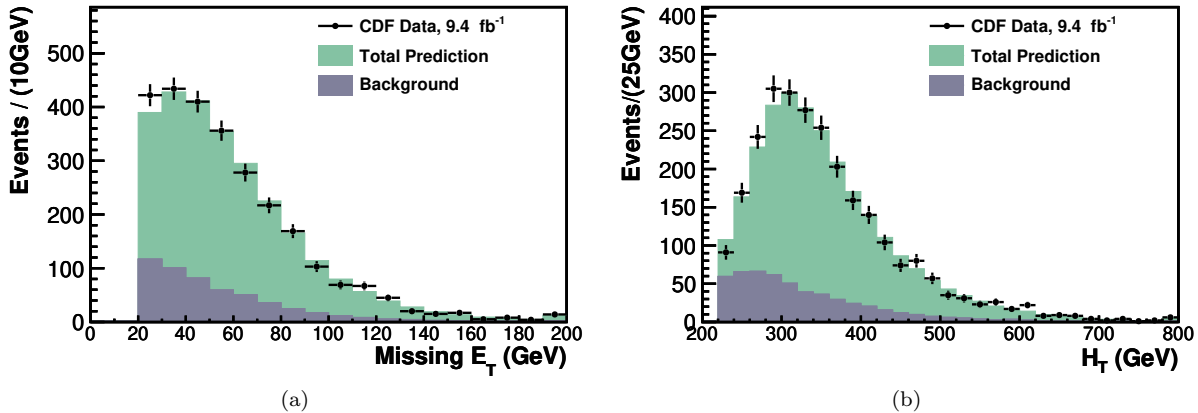 Events / (10GeV)
500
400
300
200
100
0
CDF Data, 9.4 fb⁻¹
Total Prediction
Background
0 20 40 60 80 100 120 140 160 180 200
Missing E_T (GeV)
(a)
Events/(25GeV)
400
350
300
250
200
150
100
50
0
CDF Data, 9.4 fb⁻¹
Total Prediction
Background
200 300 400 500 600 700 800
H_T (GeV)
(b)